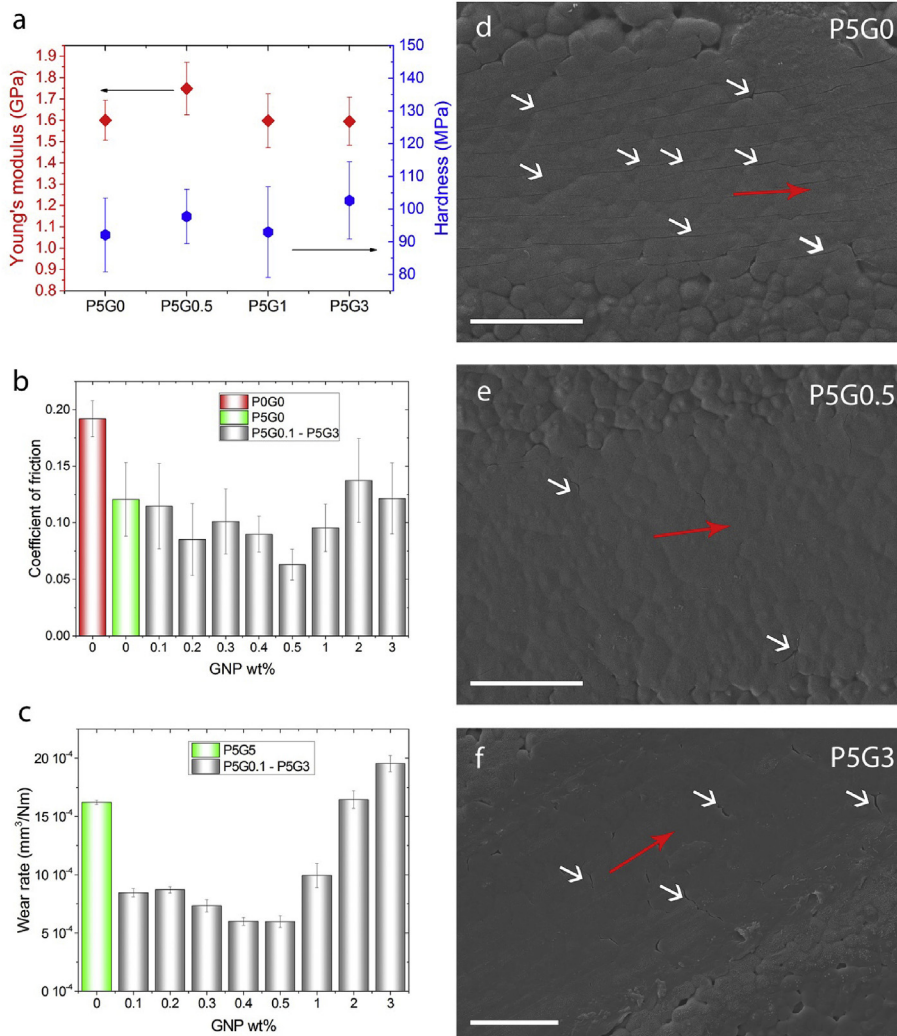 a
Young's modulus (GPa)
1.9
1.8
1.7
1.6
1.5
1.4
1.3
1.2
1.1
1.0
0.9
0.8
150
140
130
120
110
100
90
80
Hardness (MPa)
P5G0 P5G0.5 P5G1 P5G3
b
Coefficient of friction
0.20
0.15
0.10
0.05
0.00
P0G0
P5G0
P5G0.1 - P5G3
0 0 0.1 0.2 0.3 0.4 0.5 1 2 3
GNP wt%
c
Wear rate (mm³/Nm)
20 10⁻⁴
15 10⁻⁴
10 10⁻⁴
5 10⁻⁴
0 10⁻⁴
P5G5
P5G0.1 - P5G3
0 0.1 0.2 0.3 0.4 0.5 1 2 3
GNP wt%
d P5G0
e P5G0.5
f P5G3